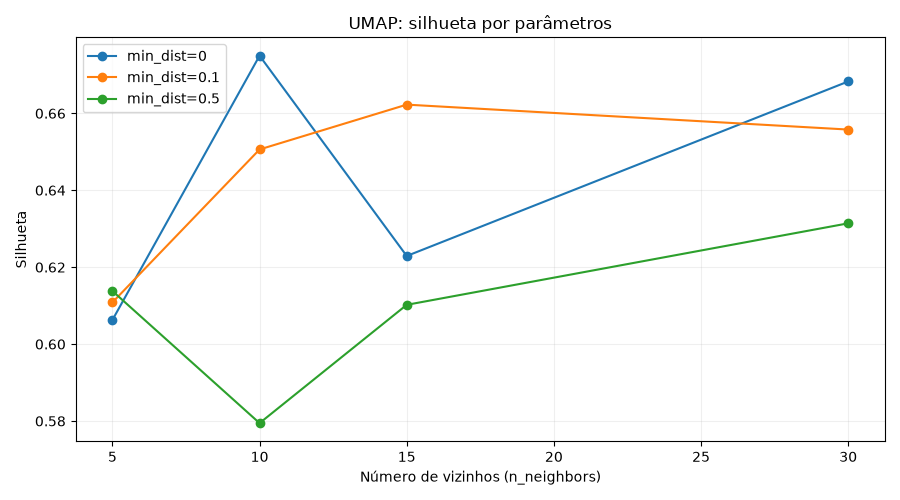 UMAP: silhueta por parâmetros
min_dist=0
min_dist=0.1
min_dist=0.5
Silhueta
0.66
0.64
0.62
0.60
0.58
5 10 15 20 25 30
Número de vizinhos (n_neighbors)